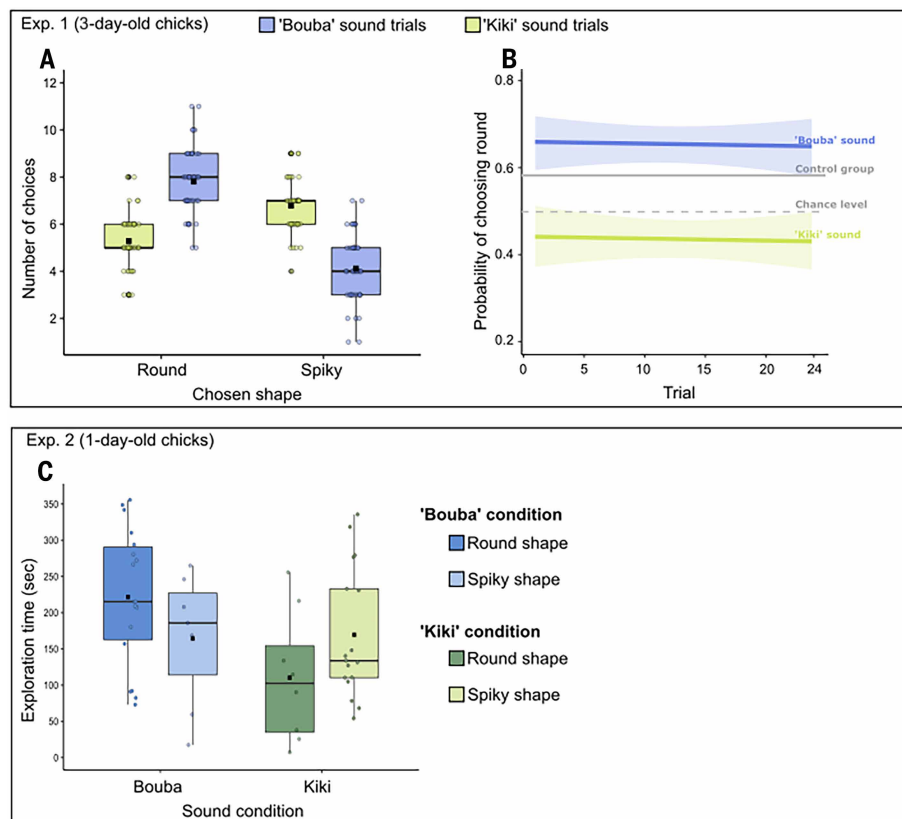 Exp. 1 (3-day-old chicks)
'Bouba' sound trials
'Kiki' sound trials
A
Number of choices
12
10
8
6
4
2
Round
Spiky
Chosen shape
B
Probability of choosing round
0.8
0.6
0.4
0.2
'Bouba' sound
Control group
Chance level
'Kiki' sound
0
5
10
15
20
24
Trial
Exp. 2 (1-day-old chicks)
C
Exploration time (sec)
350
300
250
200
150
100
50
0
Bouba
Kiki
Sound condition
'Bouba' condition
Round shape
Spiky shape
'Kiki' condition
Round shape
Spiky shape